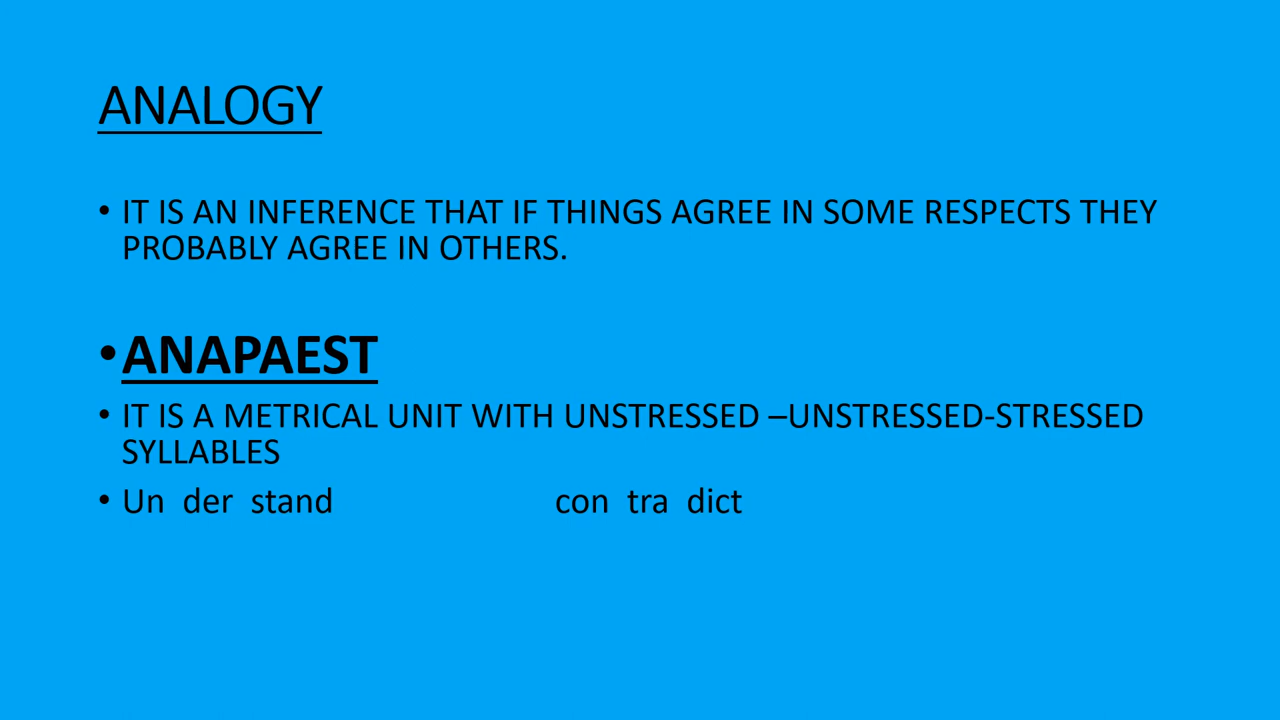 ANALOGY
• IT IS AN INFERENCE THAT IF THINGS AGREE IN SOME RESPECTS THEY
PROBABLY AGREE IN OTHERS.
•ANAPAEST
• IT IS A METRICAL UNIT WITH UNSTRESSED –UNSTRESSED-STRESSED
SYLLABLES
• Un der stand con tra dict